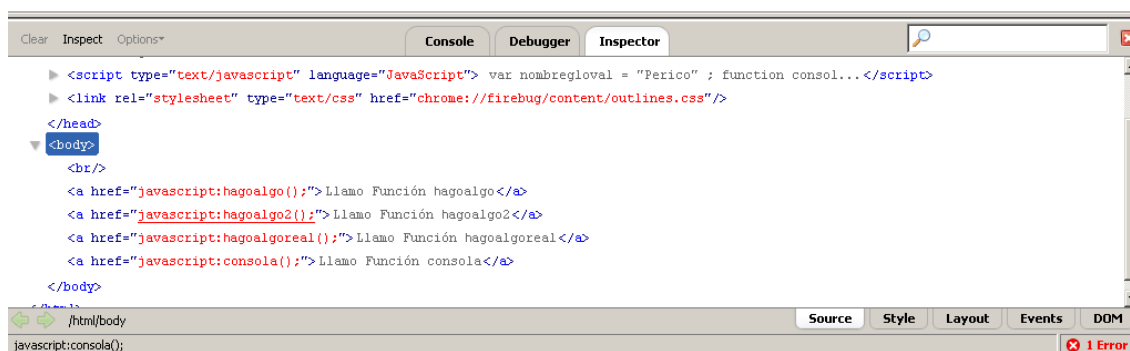 Clear Inspect Options Console Debugger Inspector
<script type="text/javascript" language="JavaScript"> var nombregloval = "Perico" ; function consol...</script>
<link rel="stylesheet" type="text/css" href="chrome://firebug/content/outlines.css"/>
</head>
<body>
<br/>
<a href="javascript:hagoalgo();">Llamo Función hagoalgo</a>
<a href="javascript:hagoalgo2();">Llamo Función hagoalgo2</a>
<a href="javascript:hagoalgoreal();">Llamo Función hagoalgoreal</a>
<a href="javascript:consola();">Llamo Función consola</a>
</body>
/html/body Source Style Layout Events DOM
javascript:consola(); 1 Error